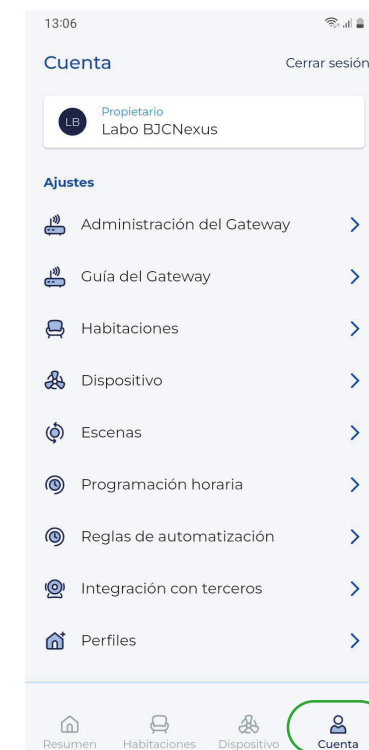 13:06
Cuenta
Cerrar sesión
LB
Propietario
Labo BJCNexus
Ajustes
Administración del Gateway
Guía del Gateway
Habitaciones
Dispositivo
Escenas
Programación horaria
Reglas de automatización
Integración con terceros
Perfiles
Resumen Habitaciones Dispositivo Cuenta